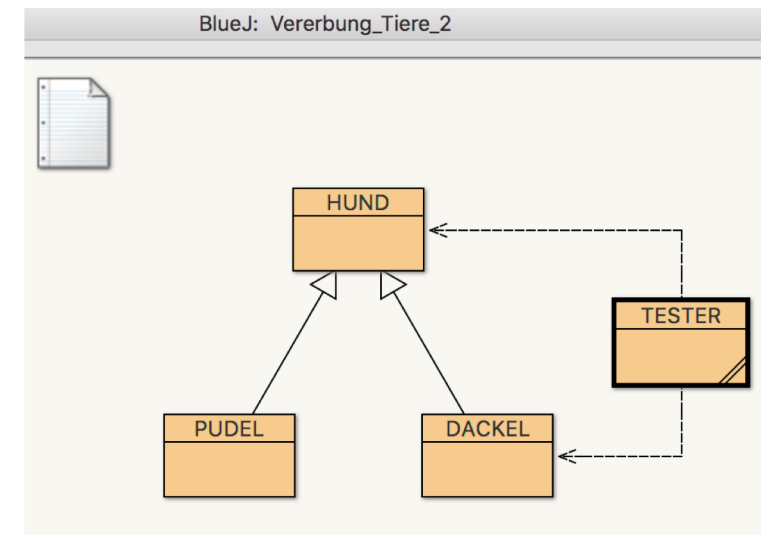 BlueJ: Vererbung_Tiere_2
HUND
TESTER
PUDEL
DACKEL